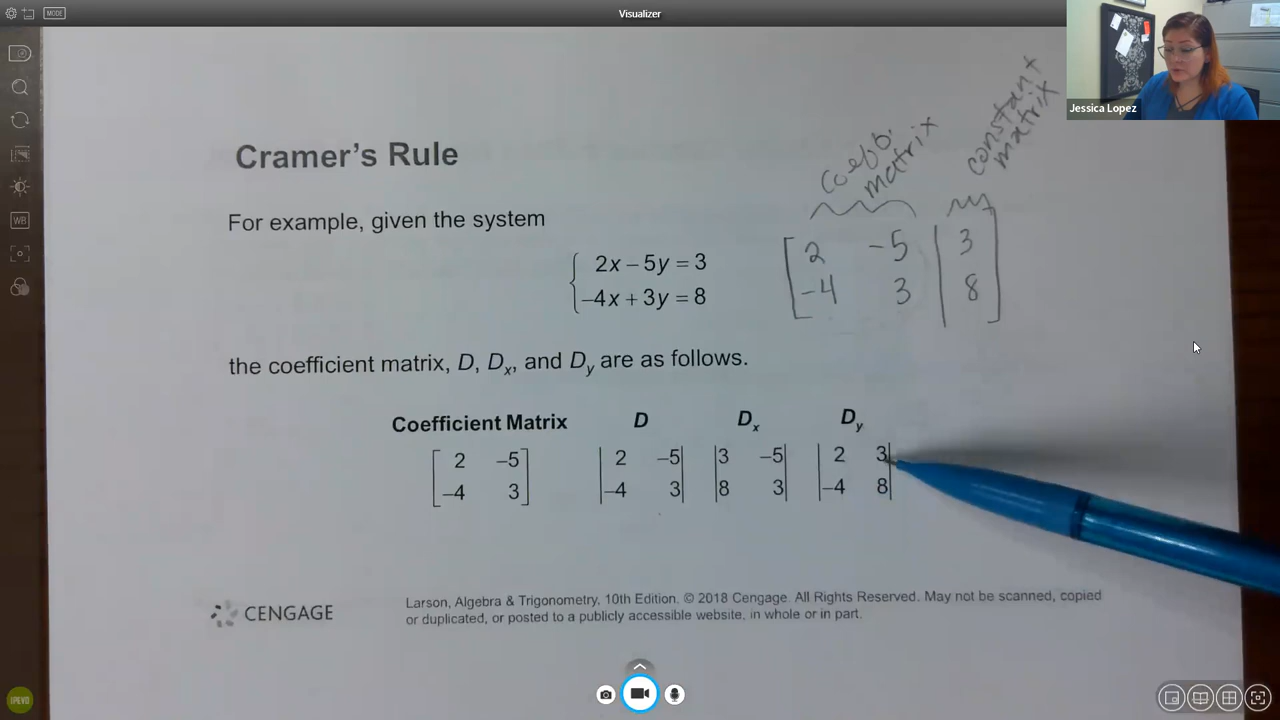 MODE
Visualizer
Jessica Lopez
WB
Cramer's Rule
coeff.
matrix
constant
matrix
For example, given the system
2x – 5y = 3
–4x + 3y = 8
2 -5 3
-4 3 8
the coefficient matrix, D, Dx, and Dy are as follows.
Coefficient Matrix D Dx Dy
2 –5 2 –5 3 –5 2 3
–4 3 –4 3 8 3 –4 8
CENGAGE
Larson, Algebra & Trigonometry, 10th Edition. © 2018 Cengage. All Rights Reserved. May not be scanned, copied
or duplicated, or posted to a publicly accessible website, in whole or in part.
IPEVO